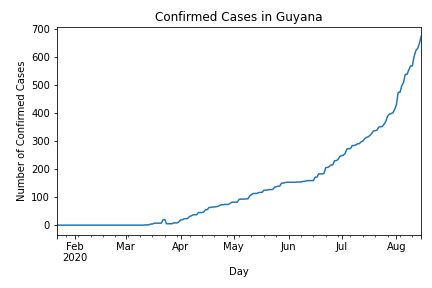 Confirmed Cases in Guyana
Number of Confirmed Cases
700
600
500
400
300
200
100
0
Feb Mar Apr May Jun Jul Aug
2020
Day